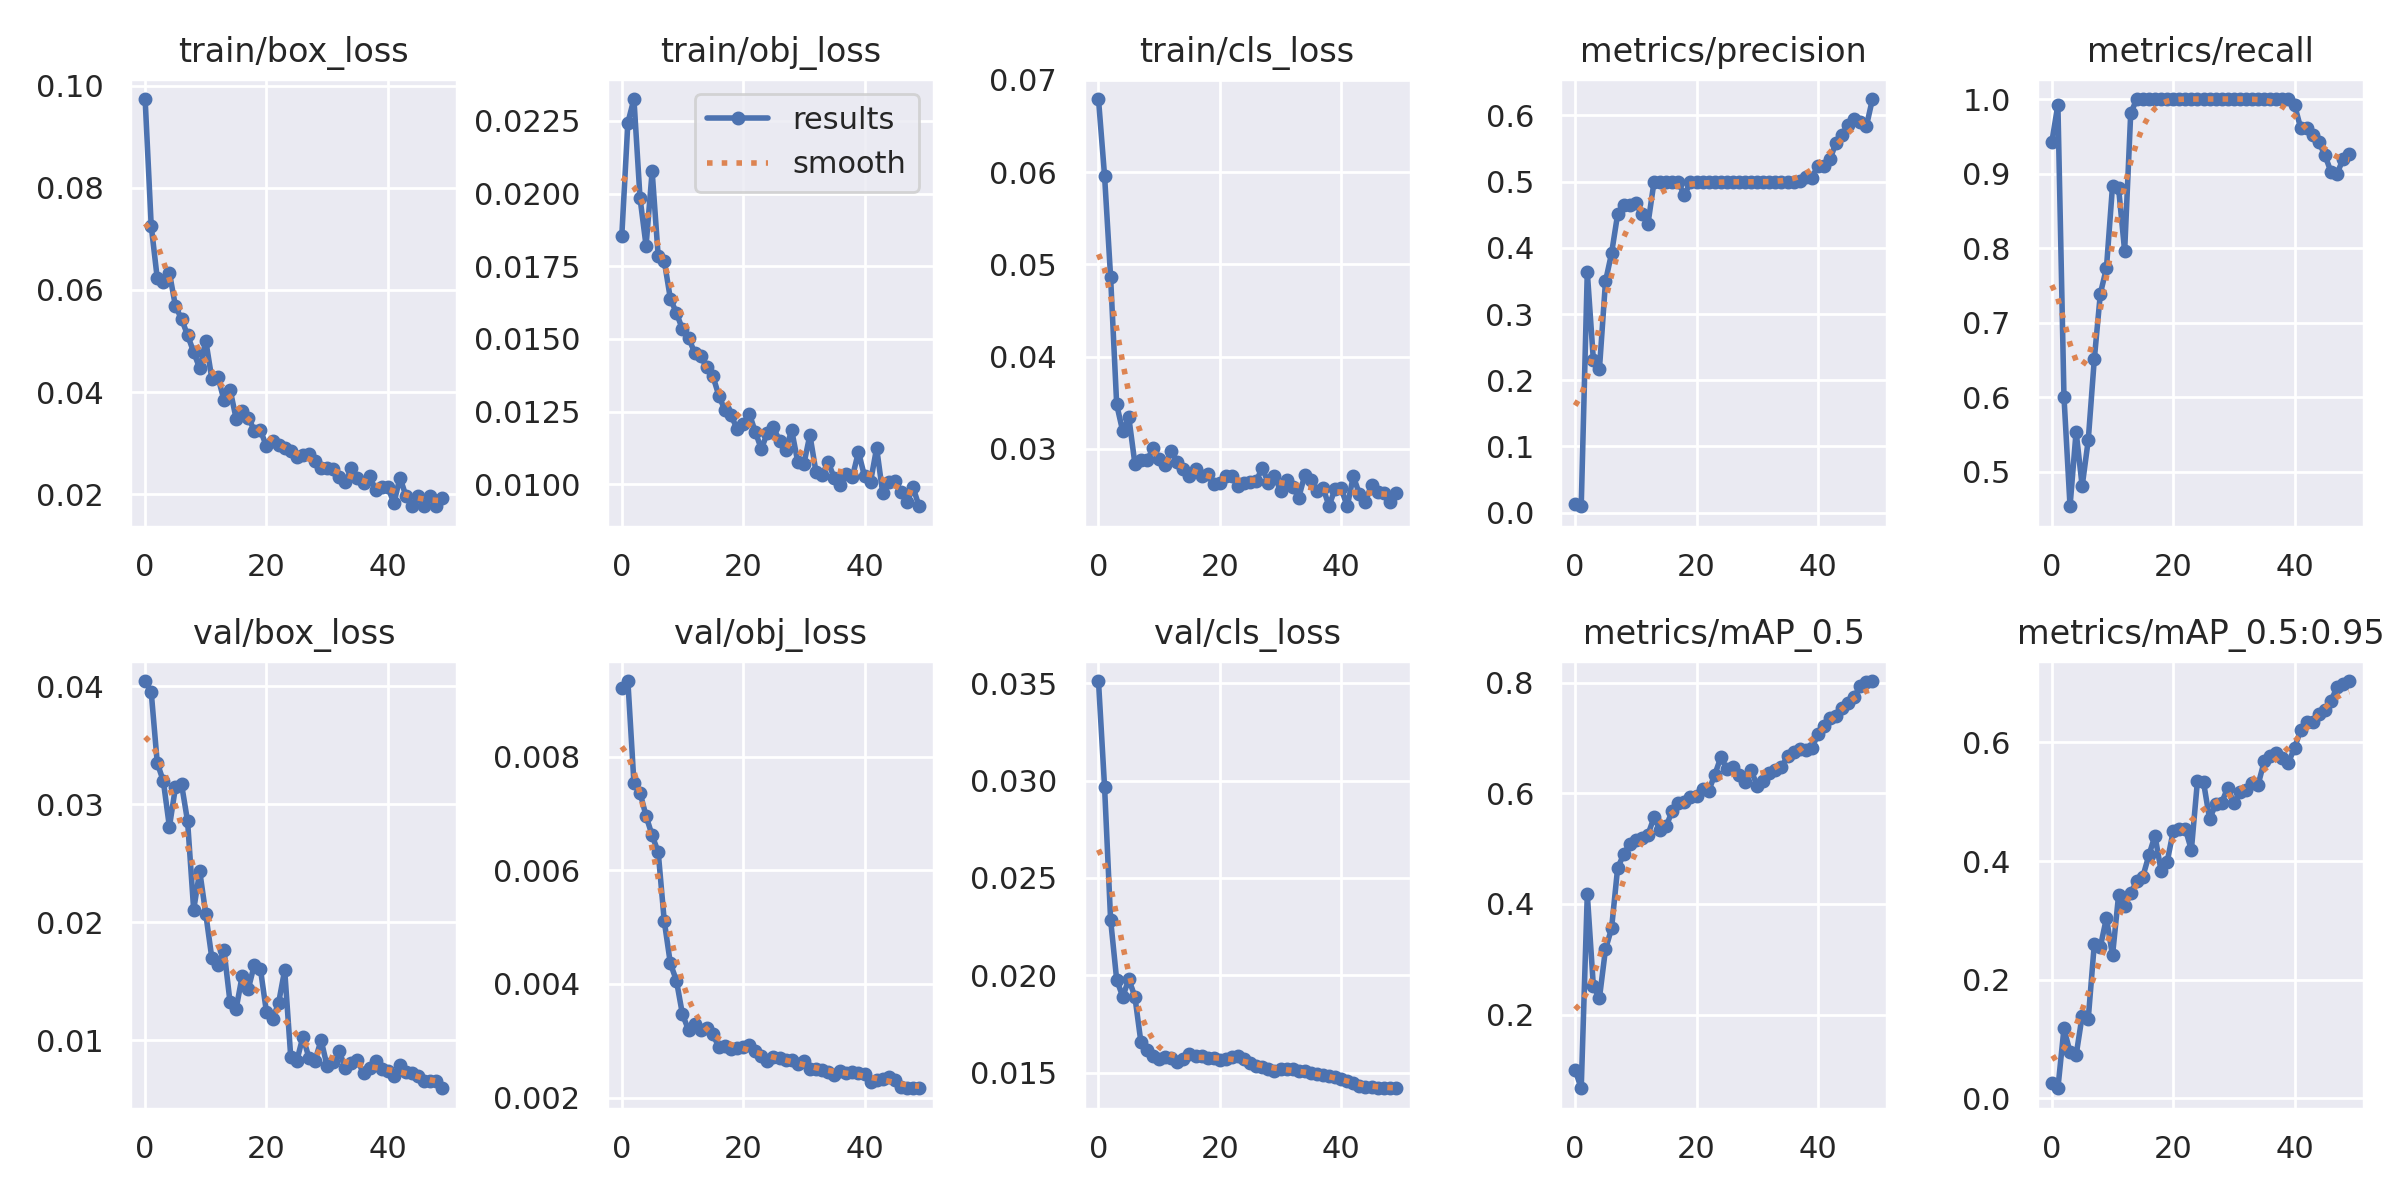 train/box_loss
0.10
0.08
0.06
0.04
0.02
0 20 40
train/obj_loss
results
smooth
0.0225
0.0200
0.0175
0.0150
0.0125
0.0100
0 20 40
train/cls_loss
0.07
0.06
0.05
0.04
0.03
0 20 40
metrics/precision
0.6
0.5
0.4
0.3
0.2
0.1
0.0
0 20 40
metrics/recall
1.0
0.9
0.8
0.7
0.6
0.5
0 20 40
val/box_loss
0.04
0.03
0.02
0.01
0 20 40
val/obj_loss
0.008
0.006
0.004
0.002
0 20 40
val/cls_loss
0.035
0.030
0.025
0.020
0.015
0 20 40
metrics/mAP_0.5
0.8
0.6
0.4
0.2
0 20 40
metrics/mAP_0.5:0.95
0.6
0.4
0.2
0.0
0 20 40